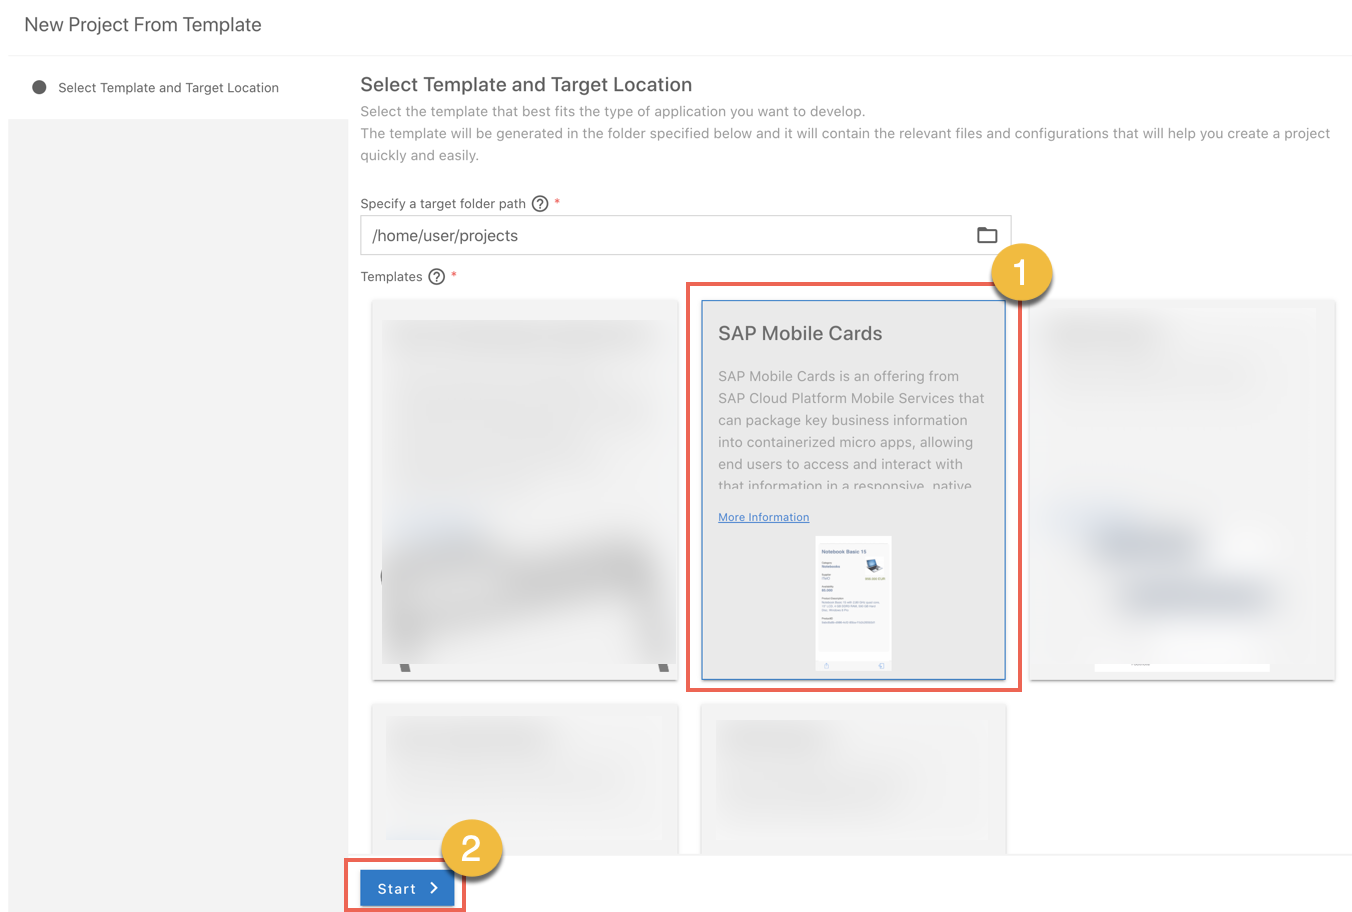 New Project From Template
Select Template and Target Location
Select Template and Target Location
Select the template that best fits the type of application you want to develop.
The template will be generated in the folder specified below and it will contain the relevant files and configurations that will help you create a project
quickly and easily.
Specify a target folder path ? *
/home/user/projects
Templates ? *
1
SAP Mobile Cards
SAP Mobile Cards is an offering from
SAP Cloud Platform Mobile Services that
can package key business information
into containerized micro apps, allowing
end users to access and interact with
that information in a responsive, native
More Information
Notebook Basic 15
2
Start